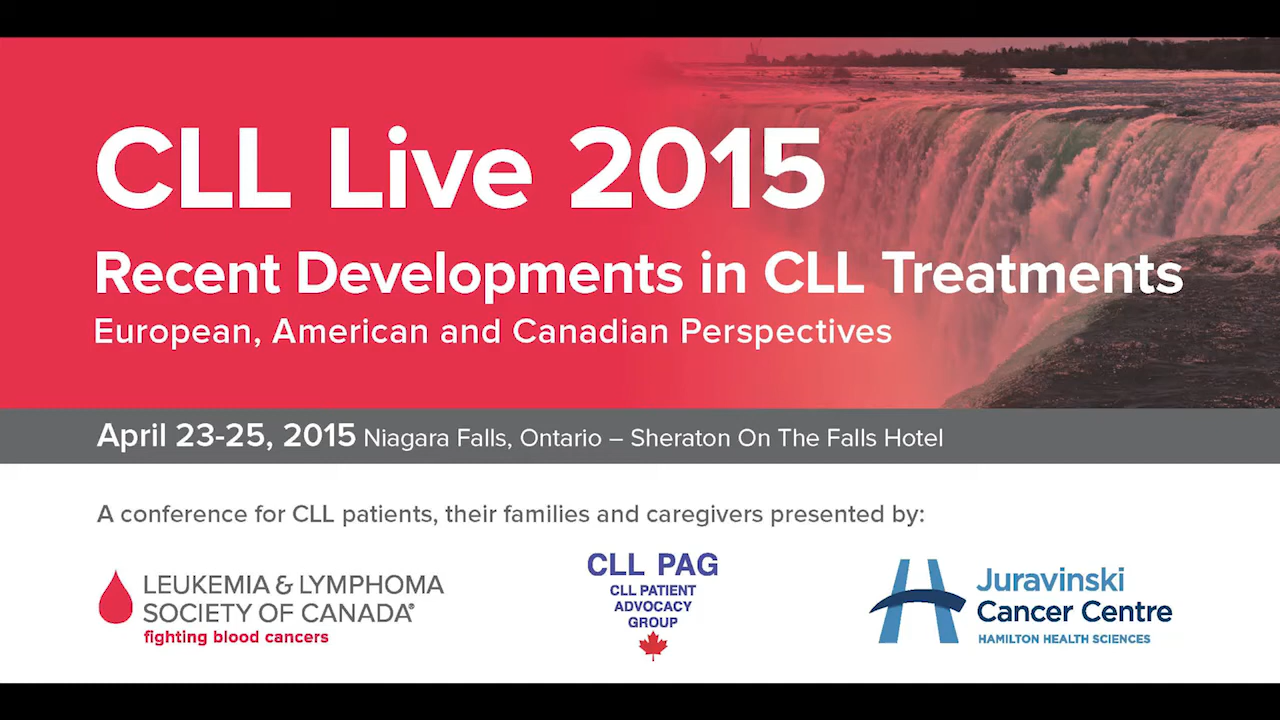 CLL Live 2015
Recent Developments in CLL Treatments
European, American and Canadian Perspectives
April 23-25, 2015 Niagara Falls, Ontario – Sheraton On The Falls Hotel
A conference for CLL patients, their families and caregivers presented by:
LEUKEMIA & LYMPHOMA
SOCIETY OF CANADA®
fighting blood cancers
CLL PAG
CLL PATIENT
ADVOCACY
GROUP
Juravinski
Cancer Centre
HAMILTON HEALTH SCIENCES